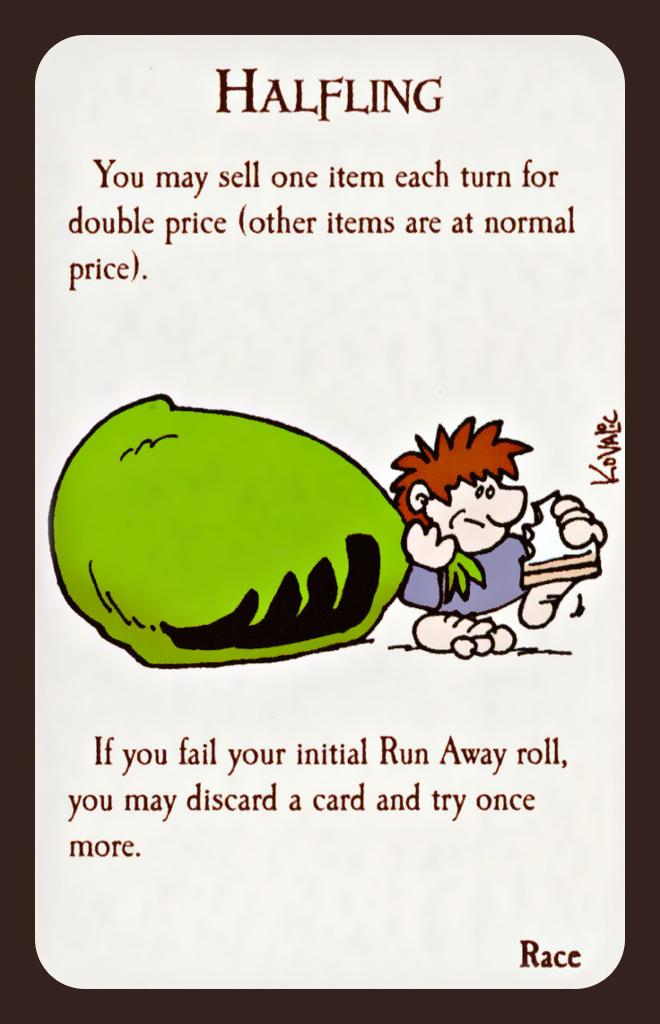 Halfling
You may sell one item each turn for
double price (other items are at normal
price).
Kovalic
If you fail your initial Run Away roll,
you may discard a card and try once
more.
Race